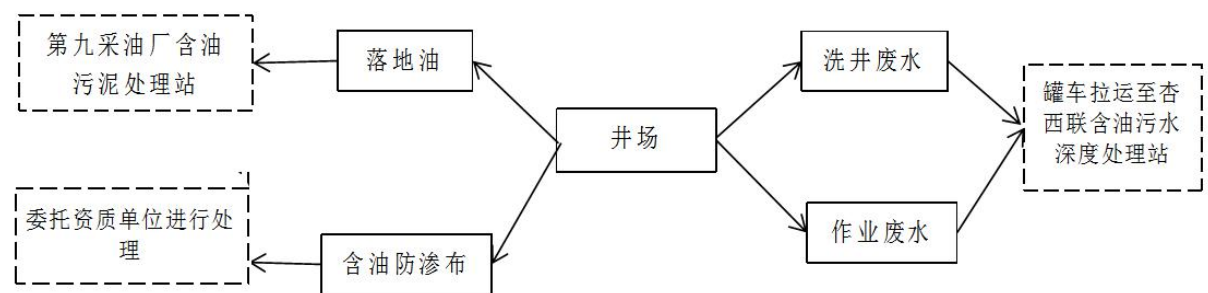 第九采油厂含油
污泥处理站
落地油
井场
洗井废水
罐车拉运至杏
西联含油污水
深度处理站
委托资质单位进行处
理
含油防渗布
作业废水